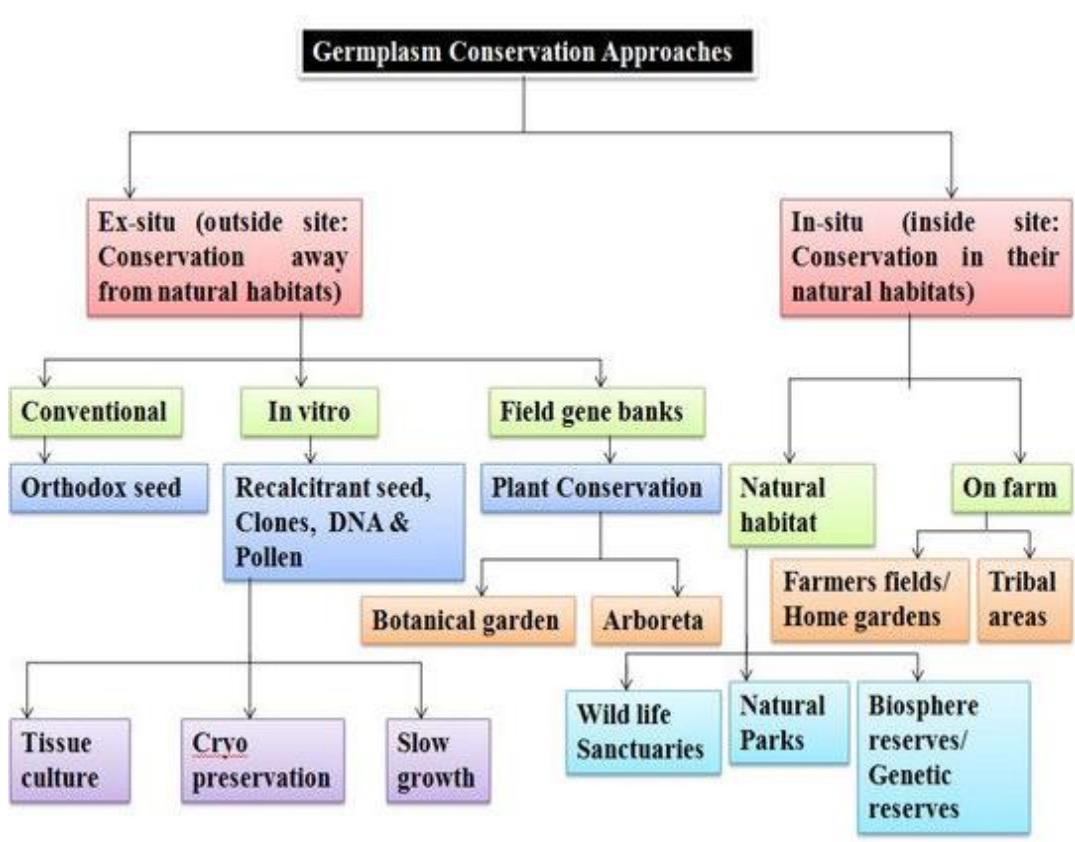 Germplasm Conservation Approaches
Ex-situ (outside site:
Conservation away
from natural habitats)
In-situ (inside site:
Conservation in their
natural habitats)
Conventional
In vitro
Field gene banks
Orthodox seed
Recalcitrant seed,
Clones, DNA &
Pollen
Plant Conservation
Natural
habitat
On farm
Botanical garden
Arboreta
Farmers fields/
Home gardens
Tribal
areas
Tissue
culture
Cryo
preservation
Slow
growth
Wild life
Sanctuaries
Natural
Parks
Biosphere
reserves/
Genetic
reserves